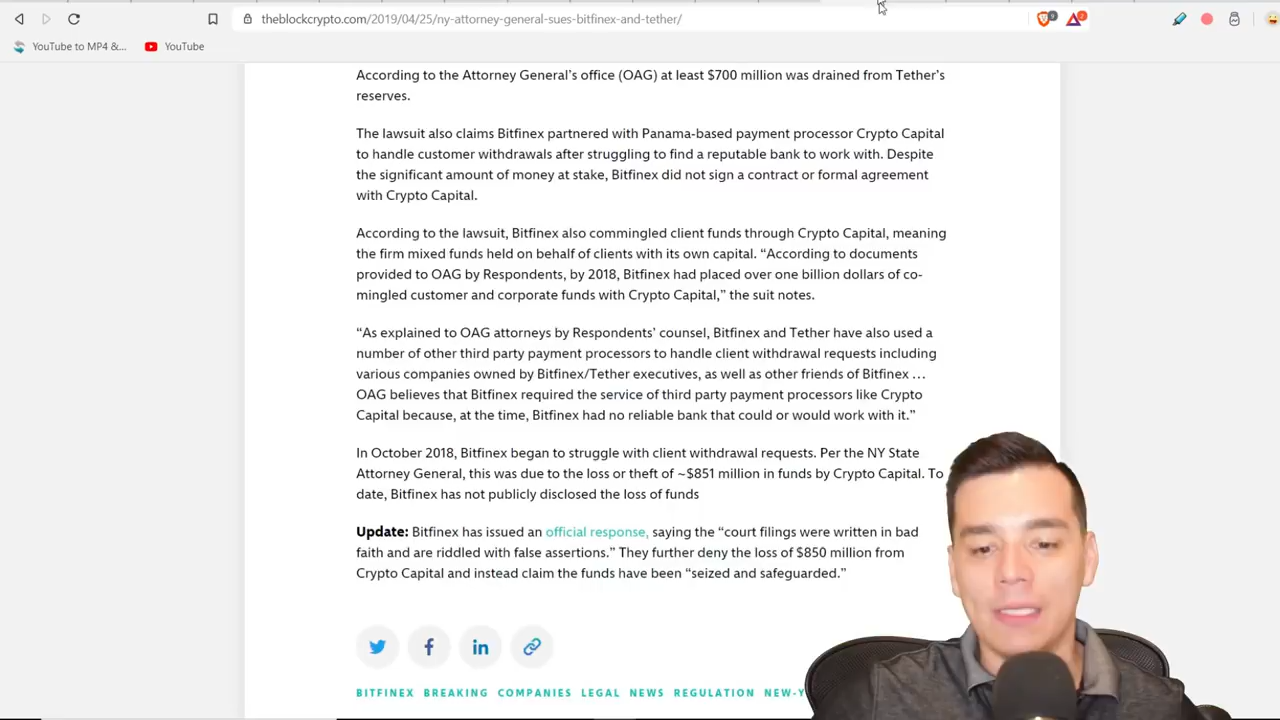 theblockcrypto.com/2019/04/25/ny-attorney-general-sues-bitfinex-and-tether/
9
2
YouTube to MP4 &...
YouTube
According to the Attorney General’s office (OAG) at least $700 million was drained from Tether’s
reserves.
The lawsuit also claims Bitfinex partnered with Panama-based payment processor Crypto Capital
to handle customer withdrawals after struggling to find a reputable bank to work with. Despite
the significant amount of money at stake, Bitfinex did not sign a contract or formal agreement
with Crypto Capital.
According to the lawsuit, Bitfinex also commingled client funds through Crypto Capital, meaning
the firm mixed funds held on behalf of clients with its own capital. “According to documents
provided to OAG by Respondents, by 2018, Bitfinex had placed over one billion dollars of co-
mingled customer and corporate funds with Crypto Capital,” the suit notes.
“As explained to OAG attorneys by Respondents’ counsel, Bitfinex and Tether have also used a
number of other third party payment processors to handle client withdrawal requests including
various companies owned by Bitfinex/Tether executives, as well as other friends of Bitfinex …
OAG believes that Bitfinex required the service of third party payment processors like Crypto
Capital because, at the time, Bitfinex had no reliable bank that could or would work with it.”
In October 2018, Bitfinex began to struggle with client withdrawal requests. Per the NY State
Attorney General, this was due to the loss or theft of ~$851 million in funds by Crypto Capital. To
date, Bitfinex has not publicly disclosed the loss of funds
Update: Bitfinex has issued an official response, saying the “court filings were written in bad
faith and are riddled with false assertions.” They further deny the loss of $850 million from
Crypto Capital and instead claim the funds have been “seized and safeguarded.”
BITFINEX BREAKING COMPANIES LEGAL NEWS REGULATION NEW-Y